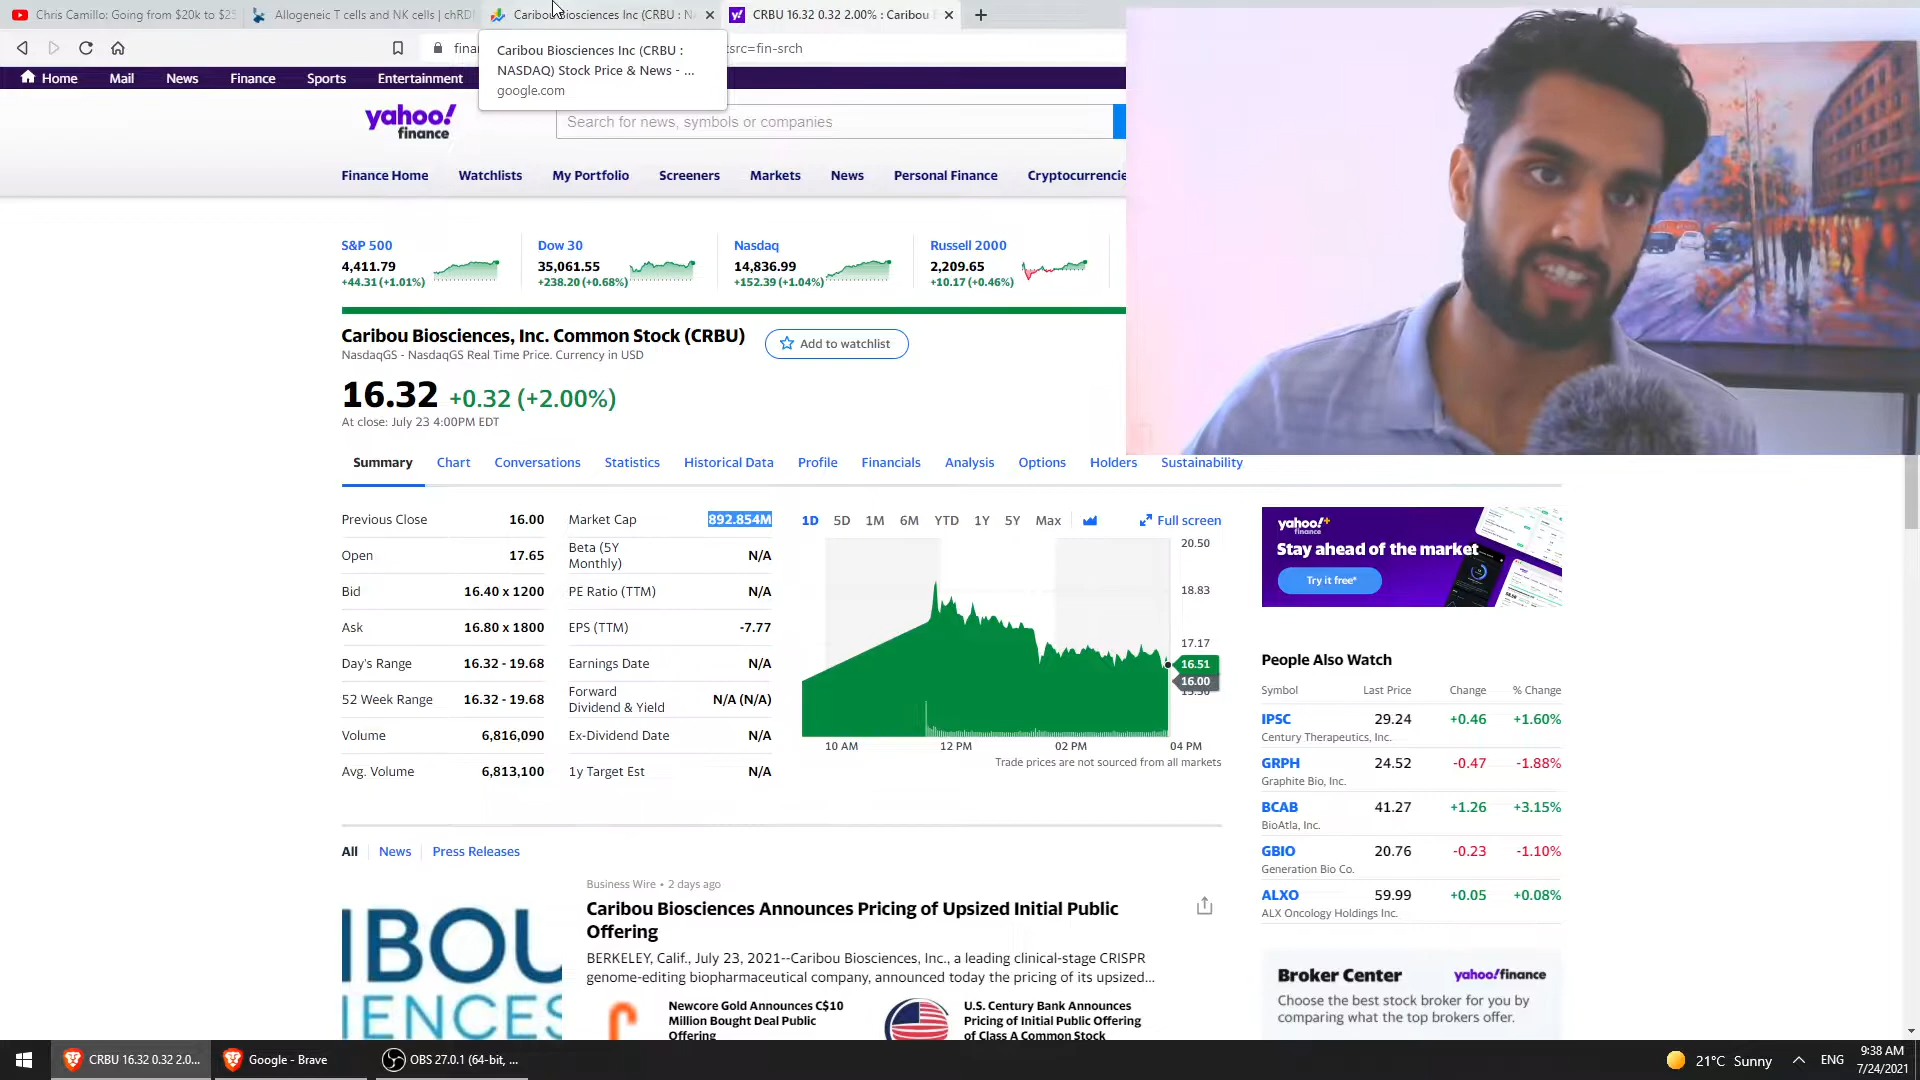 Chris Camillo: Going from $20k to $2
Allogeneic T cells and NK cells | chRD
Caribou Biosciences Inc (CRBU : N
CRBU 16.32 0.32 2.00% : Caribou
src=fin-srch
Caribou Biosciences Inc (CRBU :
NASDAQ) Stock Price & News - ...
google.com
Home
Mail
News
Finance
Sports
Entertainment
yahoo!
finance
Search for news, symbols or companies
Finance Home
Watchlists
My Portfolio
Screeners
Markets
News
Personal Finance
Cryptocurrencie
S&P 500
4,411.79
+44.31 (+1.01%)
Dow 30
35,061.55
+238.20 (+0.68%)
Nasdaq
14,836.99
+152.39 (+1.04%)
Russell 2000
2,209.65
+10.17 (+0.46%)
Caribou Biosciences, Inc. Common Stock (CRBU)
NasdaqGS - NasdaqGS Real Time Price. Currency in USD
Add to watchlist
16.32 +0.32 (+2.00%)
At close: July 23 4:00PM EDT
Summary
Chart
Conversations
Statistics
Historical Data
Profile
Financials
Analysis
Options
Holders
Sustainability
Previous Close 16.00
Open 17.65
Bid 16.40 x 1200
Ask 16.80 x 1800
Day's Range 16.32 - 19.68
52 Week Range 16.32 - 19.68
Volume 6,816,090
Avg. Volume 6,813,100
Market Cap 892.854M
Beta (5Y
Monthly) N/A
PE Ratio (TTM) N/A
EPS (TTM) -7.77
Earnings Date N/A
Forward
Dividend & Yield N/A (N/A)
Ex-Dividend Date N/A
1y Target Est N/A
1D 5D 1M 6M YTD 1Y 5Y Max
Full screen
20.50
18.83
17.17
16.51
16.00
10 AM
12 PM
02 PM
04 PM
Trade prices are not sourced from all markets
yahoo!+
finance
Stay ahead of the market
Try it free*
People Also Watch
Symbol Last Price Change % Change
IPSC 29.24 +0.46 +1.60%
Century Therapeutics, Inc.
GRPH 24.52 -0.47 -1.88%
Graphite Bio, Inc.
BCAB 41.27 +1.26 +3.15%
BioAtla, Inc.
GBIO 20.76 -0.23 -1.10%
Generation Bio Co.
ALXO 59.99 +0.05 +0.08%
ALX Oncology Holdings Inc.
All
News
Press Releases
Business Wire • 2 days ago
Caribou Biosciences Announces Pricing of Upsized Initial Public
Offering
BERKELEY, Calif., July 23, 2021--Caribou Biosciences, Inc., a leading clinical-stage CRISPR
genome-editing biopharmaceutical company, announced today the pricing of its upsized...
IBOU
IENCES
Newcore Gold Announces C$10
Million Bought Deal Public
Offering
U.S. Century Bank Announces
Pricing of Initial Public Offering
of Class A Common Stock
Broker Center
yahoo!finance
Choose the best stock broker for you by
comparing what the top brokers offer.
CRBU 16.32 0.32 2.0...
Google - Brave
OBS 27.0.1 (64-bit, ...
21°C Sunny
ENG
9:38 AM
7/24/2021